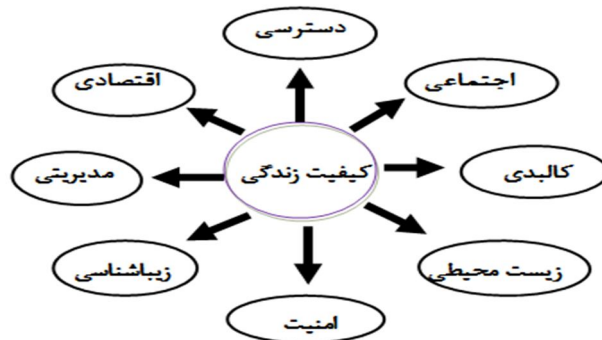 دسترسی
اجتماعی
اقتصادی
کالبدی
کیفیت زندگی
مدیریتی
زیست محیطی
زیباشناسی
امنیت